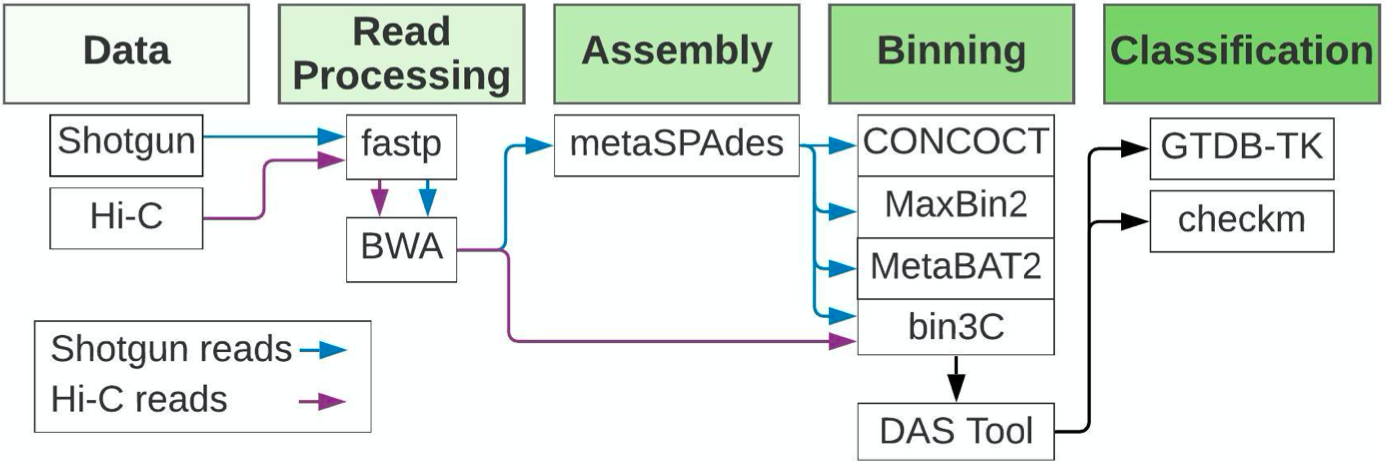 Data
Read
Processing
Assembly
Binning
Classification
Shotgun
fastp
metaSPAdes
CONCOCT
GTDB-TK
Hi-C
MaxBin2
checkm
BWA
MetaBAT2
bin3C
Shotgun reads
Hi-C reads
DAS Tool